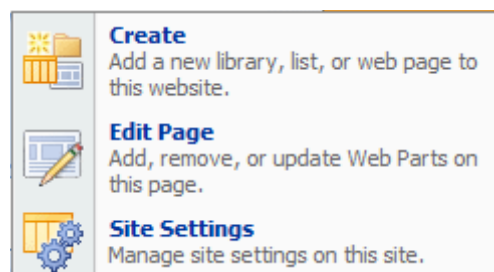 Create
Add a new library, list, or web page to
this website.
Edit Page
Add, remove, or update Web Parts on
this page.
Site Settings
Manage site settings on this site.